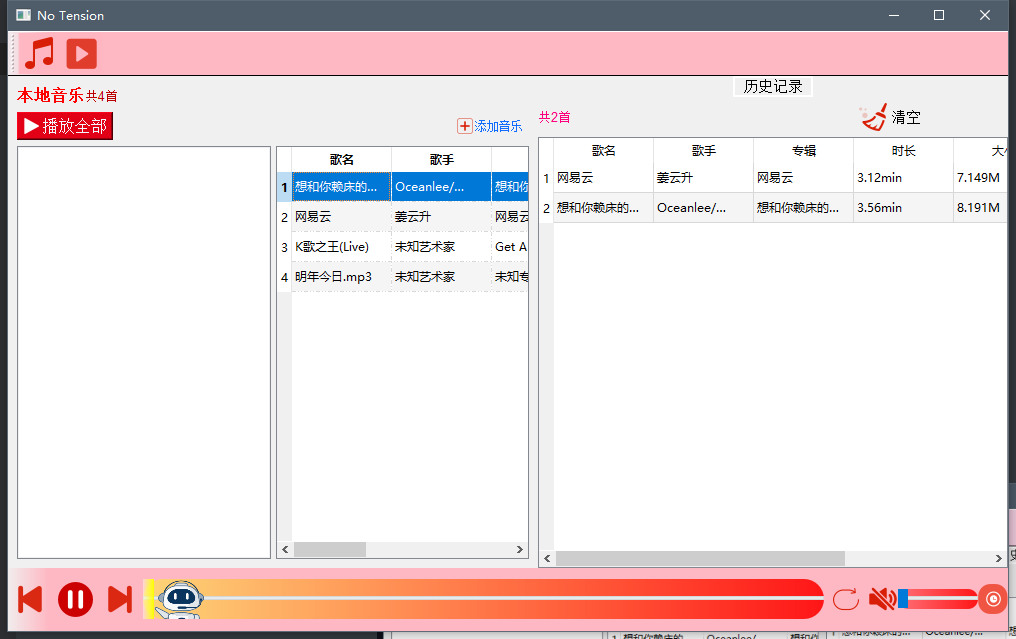 No Tension
本地音乐共4首
播放全部
添加音乐
歌名 歌手
1 想和你赖床的... Oceanlee/... 想和你
2 网易云 姜云升 网易云
3 K歌之王(Live) 未知艺术家 Get A
4 明年今日.mp3 未知艺术家 未知专
历史记录
共2首
清空
歌名 歌手 专辑 时长 大小
1 网易云 姜云升 网易云 3.12min 7.149M
2 想和你赖床的... Oceanlee/... 想和你赖床的... 3.56min 8.191M